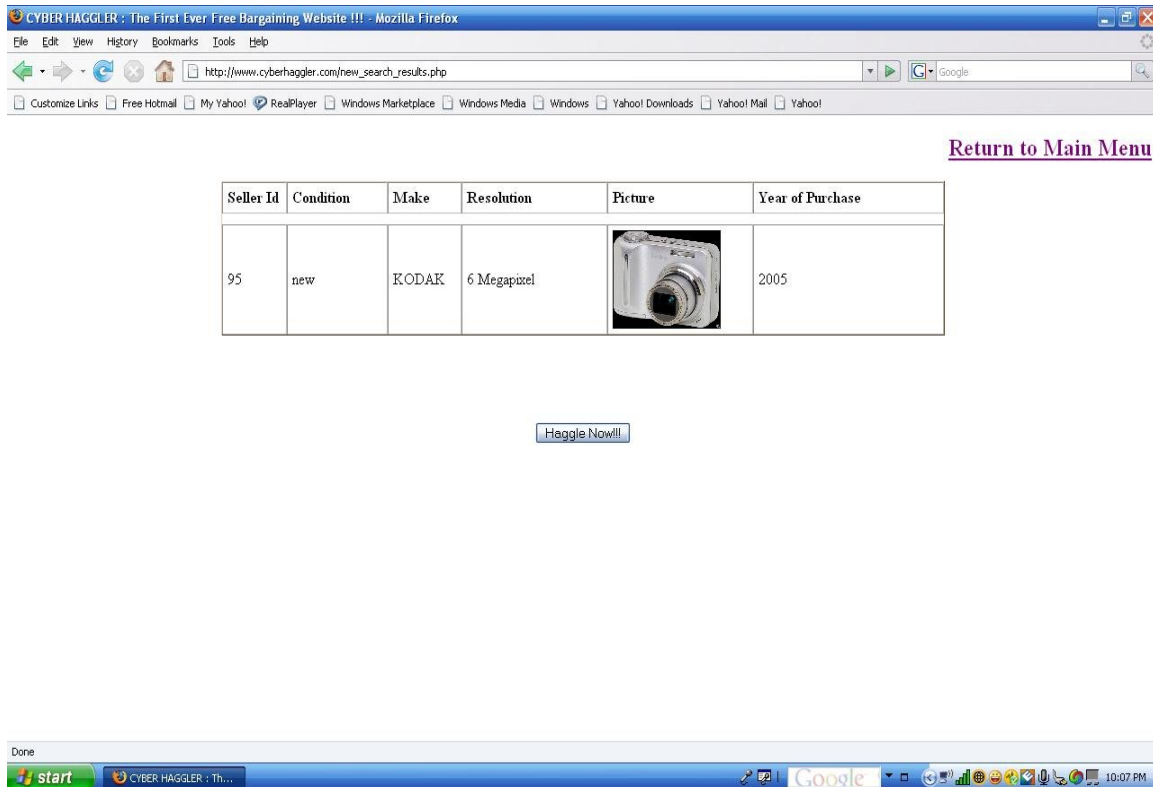 CYBER HAGGLER : The First Ever Free Bargaining Website !!! - Mozilla Firefox
File Edit View History Bookmarks Tools Help
http://www.cyberhaggler.com/new_search_results.php G Google
Customize Links Free Hotmail My Yahoo! RealPlayer Windows Marketplace Windows Media Windows Yahoo! Downloads Yahoo! Mail Yahoo!
Return to Main Menu
Seller Id Condition Make Resolution Picture Year of Purchase
95 new KODAK 6 Megapixel 2005
Haggle Now!!!
Done
start CYBER HAGGLER : Th... Google 10:07 PM